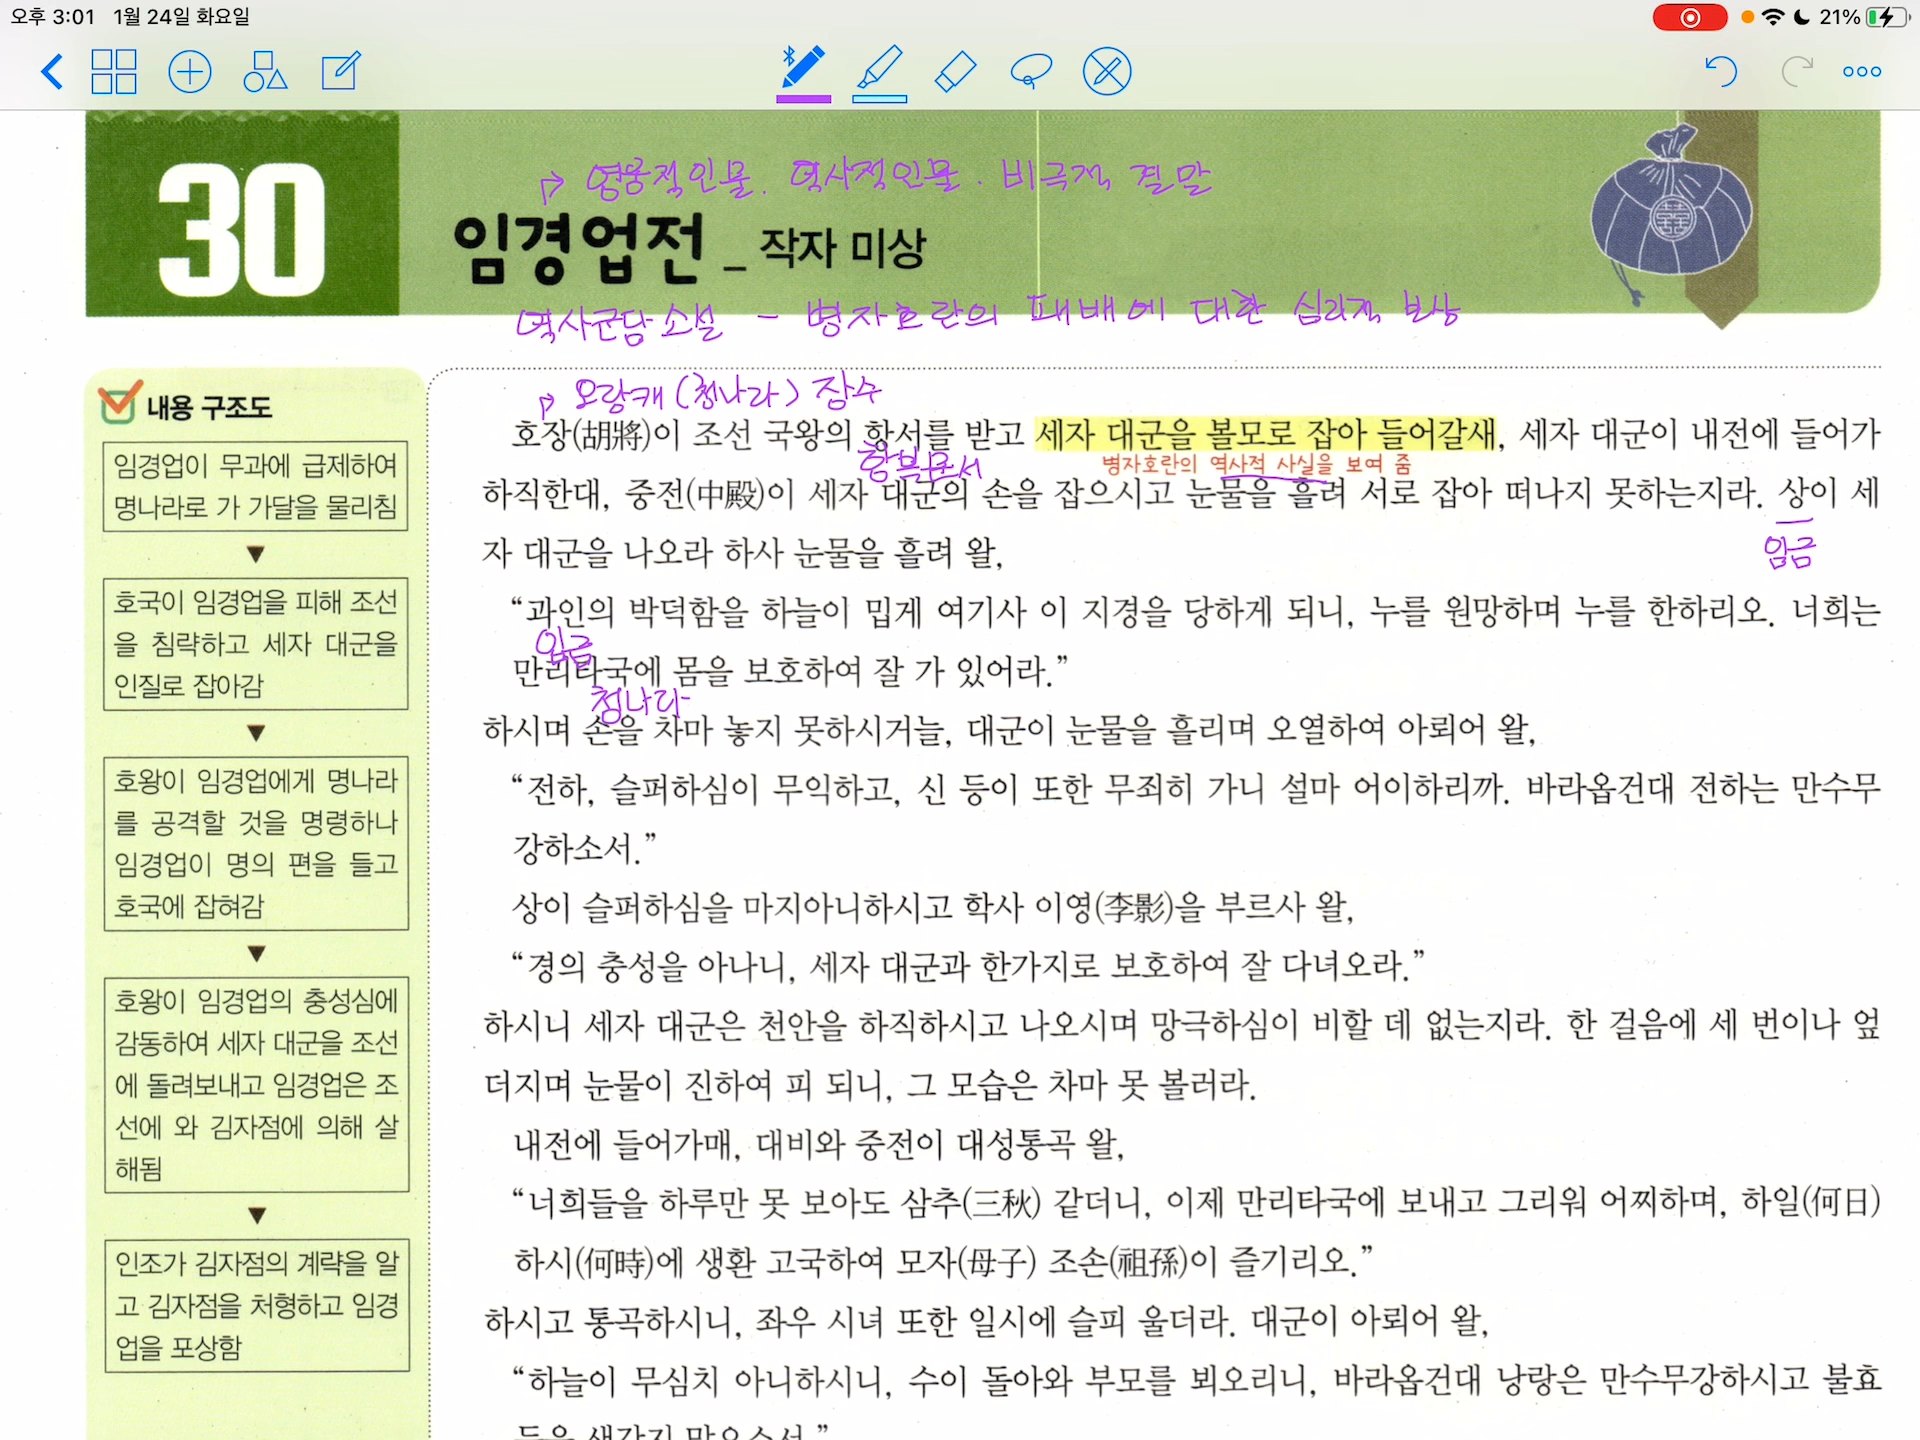 오후 3:01 1월 24일 화요일
21%
30
영웅적인물. 역사적인물. 비극적 결말
임경업전 _ 작자 미상
역사군담소설 - 병자호란의 패배에 대한 심리적 보상
내용 구조도
임경업이 무과에 급제하여
명나라로 가 가달을 물리침
▼
호국이 임경업을 피해 조선
을 침략하고 세자 대군을
인질로 잡아감
▼
호왕이 임경업에게 명나라
를 공격할 것을 명령하나
임경업이 명의 편을 들고
호국에 잡혀감
▼
호왕이 임경업의 충성심에
감동하여 세자 대군을 조선
에 돌려보내고 임경업은 조
선에 와 김자점에 의해 살
해됨
▼
인조가 김자점의 계략을 알
고 김자점을 처형하고 임경
업을 포상함
오랑캐(청나라) 장수
호장(胡將)이 조선 국왕의 항서를 받고 세자 대군을 볼모로 잡아 들어갈새, 세자 대군이 내전에 들어가
항복문서
병자호란의 역사적 사실을 보여 줌
하직한대, 중전(中殿)이 세자 대군의 손을 잡으시고 눈물을 흘려 서로 잡아 떠나지 못하는지라. 상이 세
임금
자 대군을 나오라 하사 눈물을 흘려 왈,
“과인의 박덕함을 하늘이 밉게 여기사 이 지경을 당하게 되니, 누를 원망하며 누를 한하리오. 너희는
임금
만리타국에 몸을 보호하여 잘 가 있어라.”
청나라
하시며 손을 차마 놓지 못하시거늘, 대군이 눈물을 흘리며 오열하여 아뢰어 왈,
“전하, 슬퍼하심이 무익하고, 신 등이 또한 무죄히 가니 설마 어이하리까. 바라옵건대 전하는 만수무
강하소서.”
상이 슬퍼하심을 마지아니하시고 학사 이영(李影)을 부르사 왈,
“경의 충성을 아나니, 세자 대군과 한가지로 보호하여 잘 다녀오라.”
하시니 세자 대군은 천안을 하직하시고 나오시며 망극하심이 비할 데 없는지라. 한 걸음에 세 번이나 엎
더지며 눈물이 진하여 피 되니, 그 모습은 차마 못 볼러라.
내전에 들어가매, 대비와 중전이 대성통곡 왈,
“너희들을 하루만 못 보아도 삼추(三秋) 같더니, 이제 만리타국에 보내고 그리워 어찌하며, 하일(何日)
하시(何時)에 생환 고국하여 모자(母子) 조손(祖孫)이 즐기리오.”
하시고 통곡하시니, 좌우 시녀 또한 일시에 슬피 울더라. 대군이 아뢰어 왈,
“하늘이 무심치 아니하시니, 수이 돌아와 부모를 뵈오리니, 바라옵건대 낭랑은 만수무강하시고 불효
등을 생각지 마옵소서.”